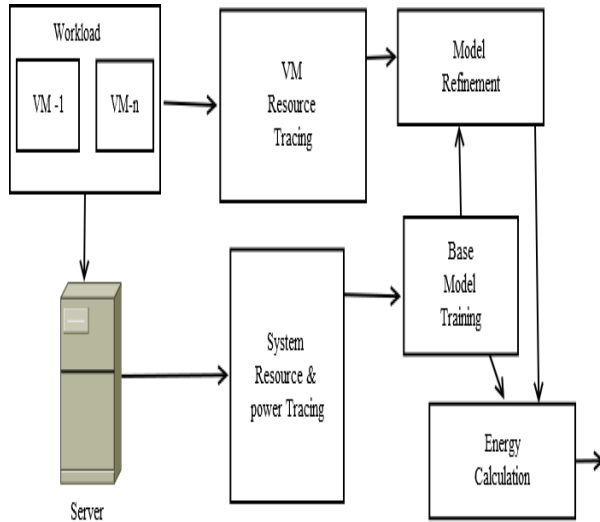 Workload
VM -1
VM-n
VM
Resource
Tracing
Model
Refinement
Base
Model
Training
System
Resource &
power Tracing
Energy
Calculation
Server